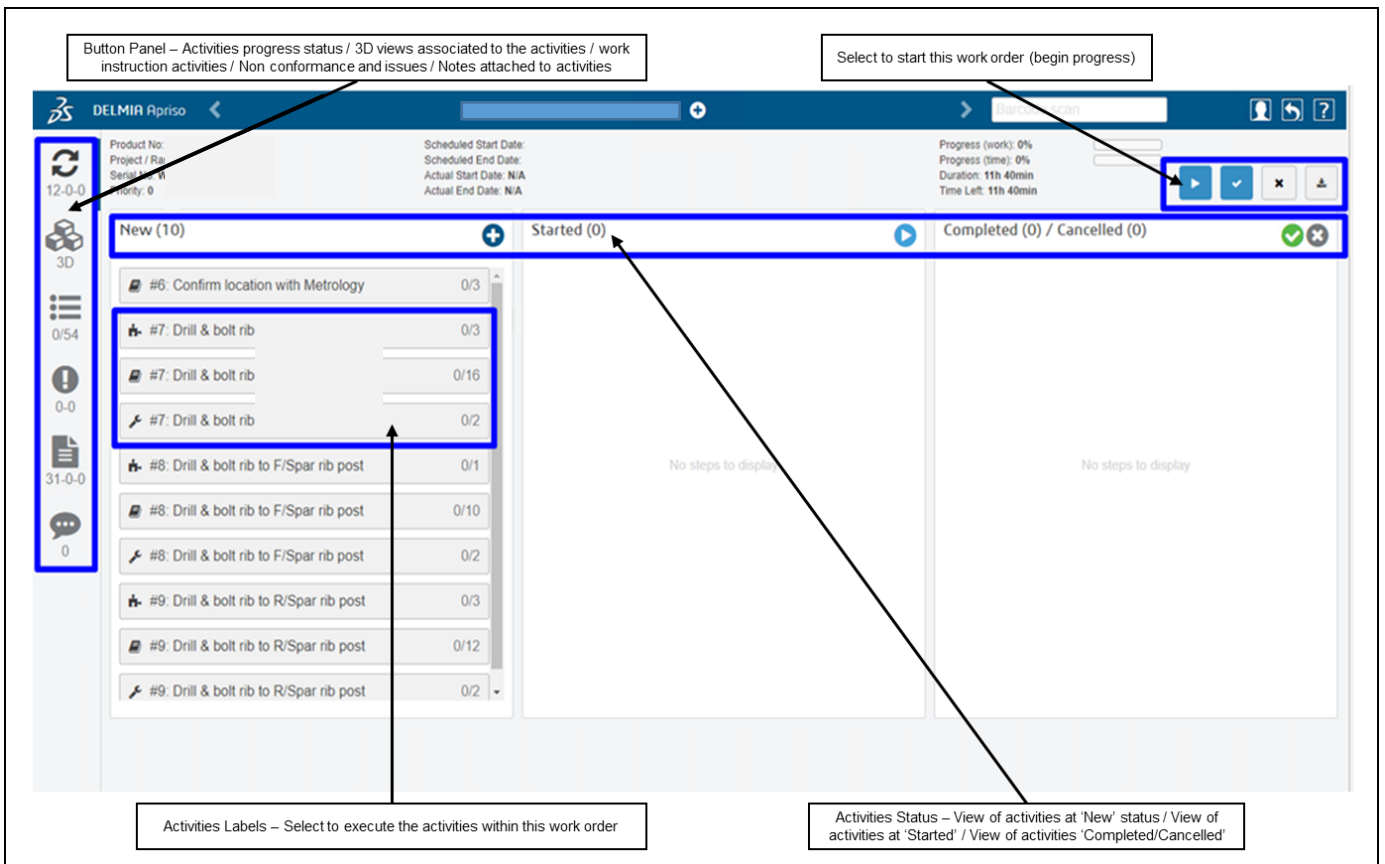 Button Panel – Activities progress status / 3D views associated to the activities / work
instruction activities / Non conformance and issues / Notes attached to activities
Select to start this work order (begin progress)
DELMIA Apriso
Barcode scan
Product No:
Scheduled Start Date:
Progress (work): 0%
Project /
Scheduled End Date:
Progress (time): 0%
Serial
Actual Start Date: N/A
Duration: 11h 40min
12-0-0
Priority: 0
Actual End Date: N/A
Time Left: 11h 40min
New (10)
Started (0)
Completed (0) / Cancelled (0)
3D
#6: Confirm location with Metrology 0/3
0/54
#7: Drill & bolt rib 0/3
#7: Drill & bolt rib 0/16
0-0
#7: Drill & bolt rib 0/2
#8: Drill & bolt rib to F/Spar rib post 0/1
No steps to display
No steps to display
31-0-0
#8: Drill & bolt rib to F/Spar rib post 0/10
0
#8: Drill & bolt rib to F/Spar rib post 0/2
#9: Drill & bolt rib to R/Spar rib post 0/3
#9: Drill & bolt rib to R/Spar rib post 0/12
#9: Drill & bolt rib to R/Spar rib post 0/2
Activities Labels – Select to execute the activities within this work order
Activities Status – View of activities at ‘New’ status / View of
activities at ‘Started’ / View of activities ‘Completed/Cancelled’